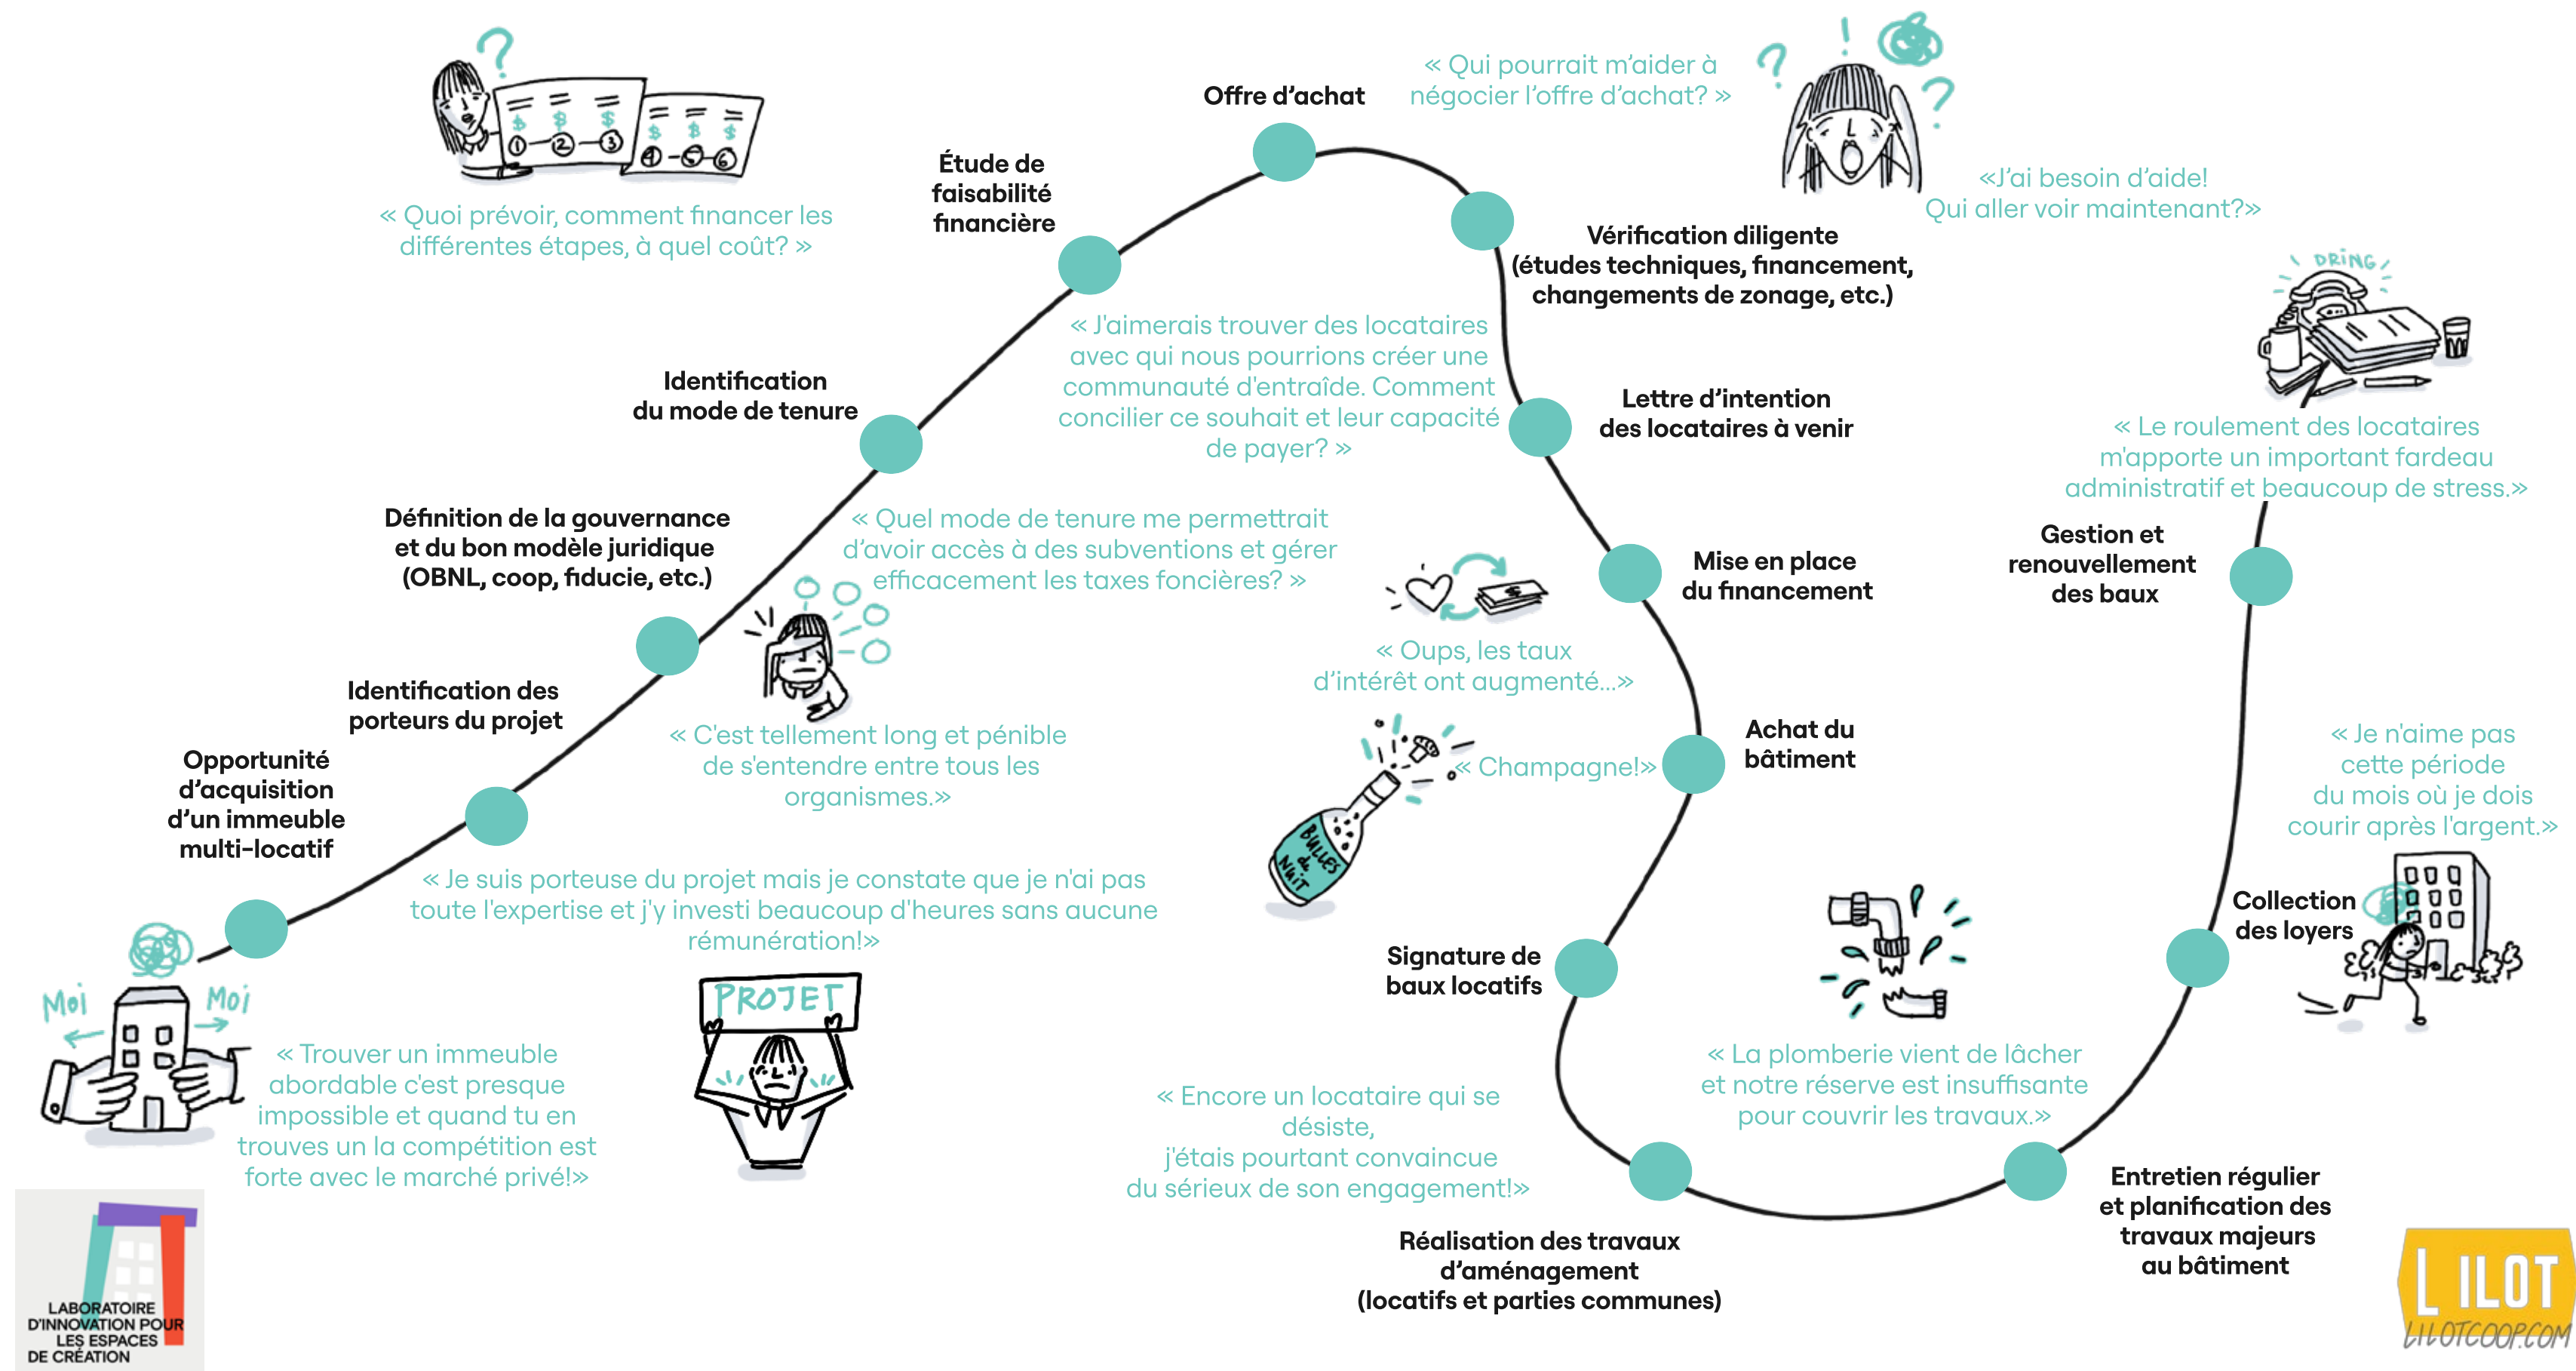 Opportunité
d'acquisition
d'un immeuble
multi-locatif
Moi
Moi
« Trouver un immeuble
abordable c'est presque
impossible et quand tu en
trouves un la compétition est
forte avec le marché privé!»
Identification des
porteurs du projet
« Je suis porteuse du projet mais je constate que je n'ai pas
toute l'expertise et j'y investi beaucoup d'heures sans aucune
rémunération!»
PROJET
Définition de la gouvernance
et du bon modèle juridique
(OBNL, coop, fiducie, etc.)
« C'est tellement long et pénible
de s'entendre entre tous les
organismes.»
Identification
du mode de tenure
« Quel mode de tenure me permettrait
d'avoir accès à des subventions et gérer
efficacement les taxes foncières? »
Étude de
faisabilité
financière
?
$ $ $
1 2 3
$ $ $
4 5 6
« Quoi prévoir, comment financer les
différentes étapes, à quel coût? »
Offre d'achat
« Qui pourrait m'aider à
négocier l'offre d'achat? »
? ! ?
«J'ai besoin d'aide!
Qui aller voir maintenant?»
Vérification diligente
(études techniques, financement,
changements de zonage, etc.)
« J'aimerais trouver des locataires
avec qui nous pourrions créer une
communauté d'entraîde. Comment
concilier ce souhait et leur capacité
de payer? »
Lettre d'intention
des locataires à venir
Mise en place
du financement
$
« Oups, les taux
d'intérêt ont augmenté...»
Achat du
bâtiment
« Champagne!»
BULLES
de
NUIT
Signature de
baux locatifs
« Encore un locataire qui se
désiste,
j'étais pourtant convaincue
du sérieux de son engagement!»
Réalisation des travaux
d'aménagement
(locatifs et parties communes)
« La plomberie vient de lâcher
et notre réserve est insuffisante
pour couvrir les travaux.»
Entretien régulier
et planification des
travaux majeurs
au bâtiment
Collection
des loyers
« Je n'aime pas
cette période
du mois où je dois
courir après l'argent.»
Gestion et
renouvellement
des baux
DRING
« Le roulement des locataires
m'apporte un important fardeau
administratif et beaucoup de stress.»
LABORATOIRE
D'INNOVATION POUR
LES ESPACES
DE CRÉATION
L ILOT
LILOTCOOP.COM